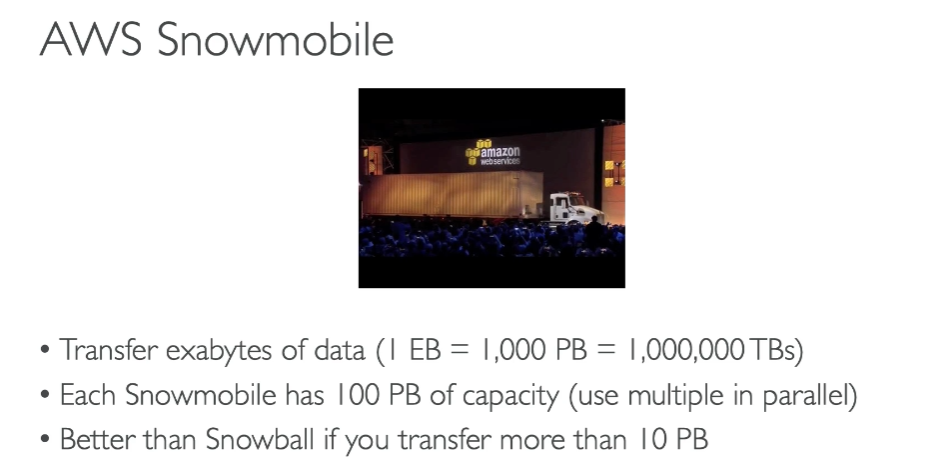 AWS Snowmobile
amazon
webservices
• Transfer exabytes of data (1 EB = 1,000 PB = 1,000,000 TBs)
• Each Snowmobile has 100 PB of capacity (use multiple in parallel)
• Better than Snowball if you transfer more than 10 PB